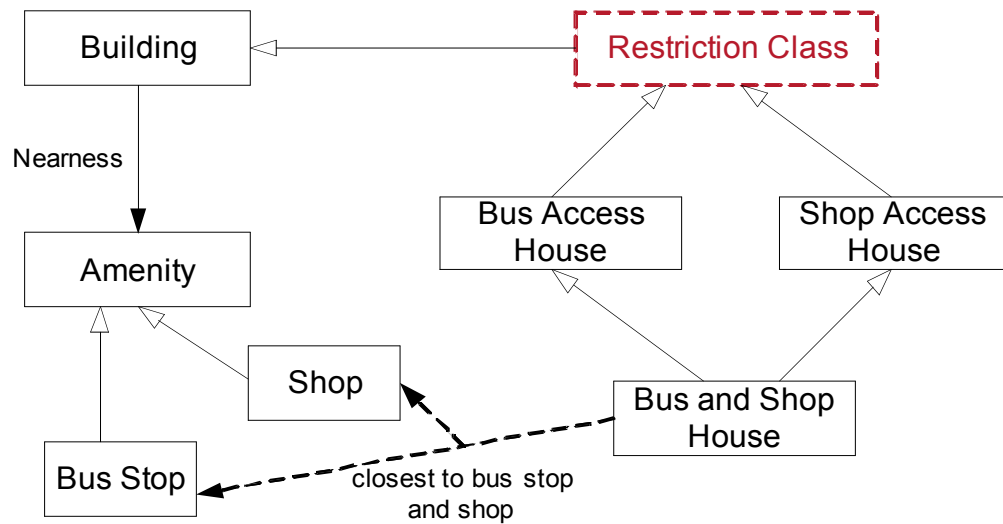 Building
Restriction Class
Nearness
Bus Access
House
Shop Access
House
Amenity
Shop
Bus and Shop
House
Bus Stop
closest to bus stop
and shop